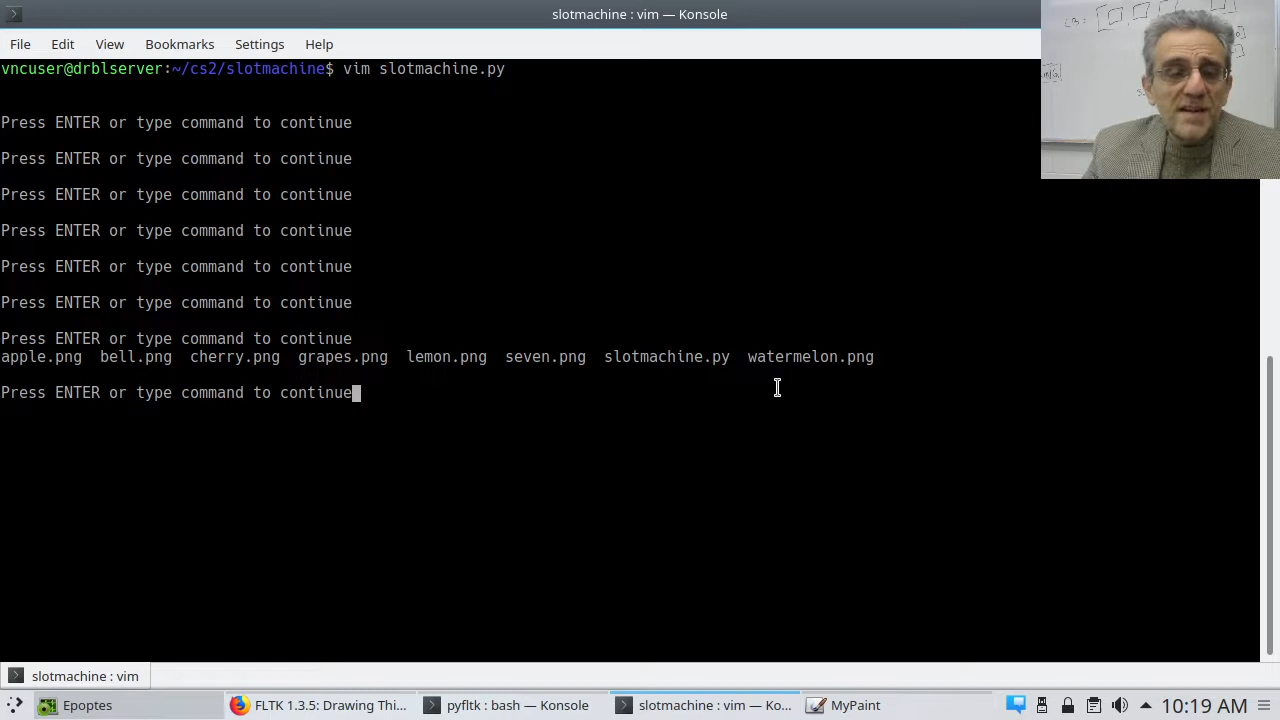 slotmachine : vim — Konsole
File Edit View Bookmarks Settings Help
vncuser@drblserver:~/cs2/slotmachine$ vim slotmachine.py
Press ENTER or type command to continue
Press ENTER or type command to continue
Press ENTER or type command to continue
Press ENTER or type command to continue
Press ENTER or type command to continue
Press ENTER or type command to continue
Press ENTER or type command to continue
apple.png bell.png cherry.png grapes.png lemon.png seven.png slotmachine.py watermelon.png
Press ENTER or type command to continue
slotmachine : vim
Epoptes FLTK 1.3.5: Drawing Thi... pyfltk : bash — Konsole slotmachine : vim — Ko... MyPaint 10:19 AM